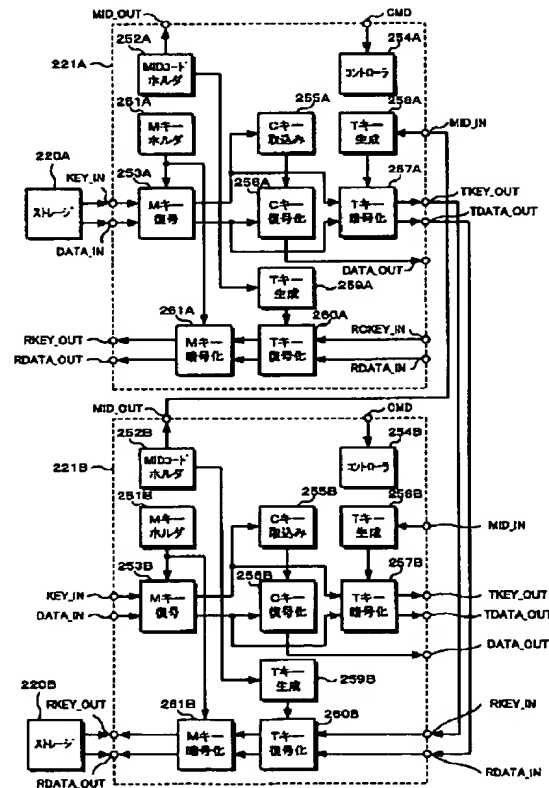 MID_OUT
CMD
252A
221A
MIDコード
ホルダ
254A
コントローラ
251A
Mキー
ホルダ
255A
Cキー
取込み
256A
Tキー
生成
MID_IN
220A
ストレージ
KEY_IN
DATA_IN
253A
Mキー
復号
258A
Cキー
復号化
257A
Tキー
暗号化
TKEY_OUT
TDATA_OUT
DATA_OUT
Tキー
生成
259A
261A
Mキー
暗号化
260A
Tキー
復号化
RKEY_OUT
RDATA_OUT
RCKEY_IN
RDATA_IN
MID_OUT
CMD
252B
221B
MIDコード
ホルダ
254B
コントローラ
251B
Mキー
ホルダ
255B
Cキー
取込み
256B
Tキー
生成
MID_IN
253B
KEY_IN
DATA_IN
Mキー
復号
258B
Cキー
復号化
257B
Tキー
暗号化
TKEY_OUT
TDATA_OUT
DATA_OUT
Tキー
生成
259B
220B
ストレージ
RKEY_OUT
RDATA_OUT
261B
Mキー
暗号化
260B
Tキー
復号化
RKEY_IN
RDATA_IN